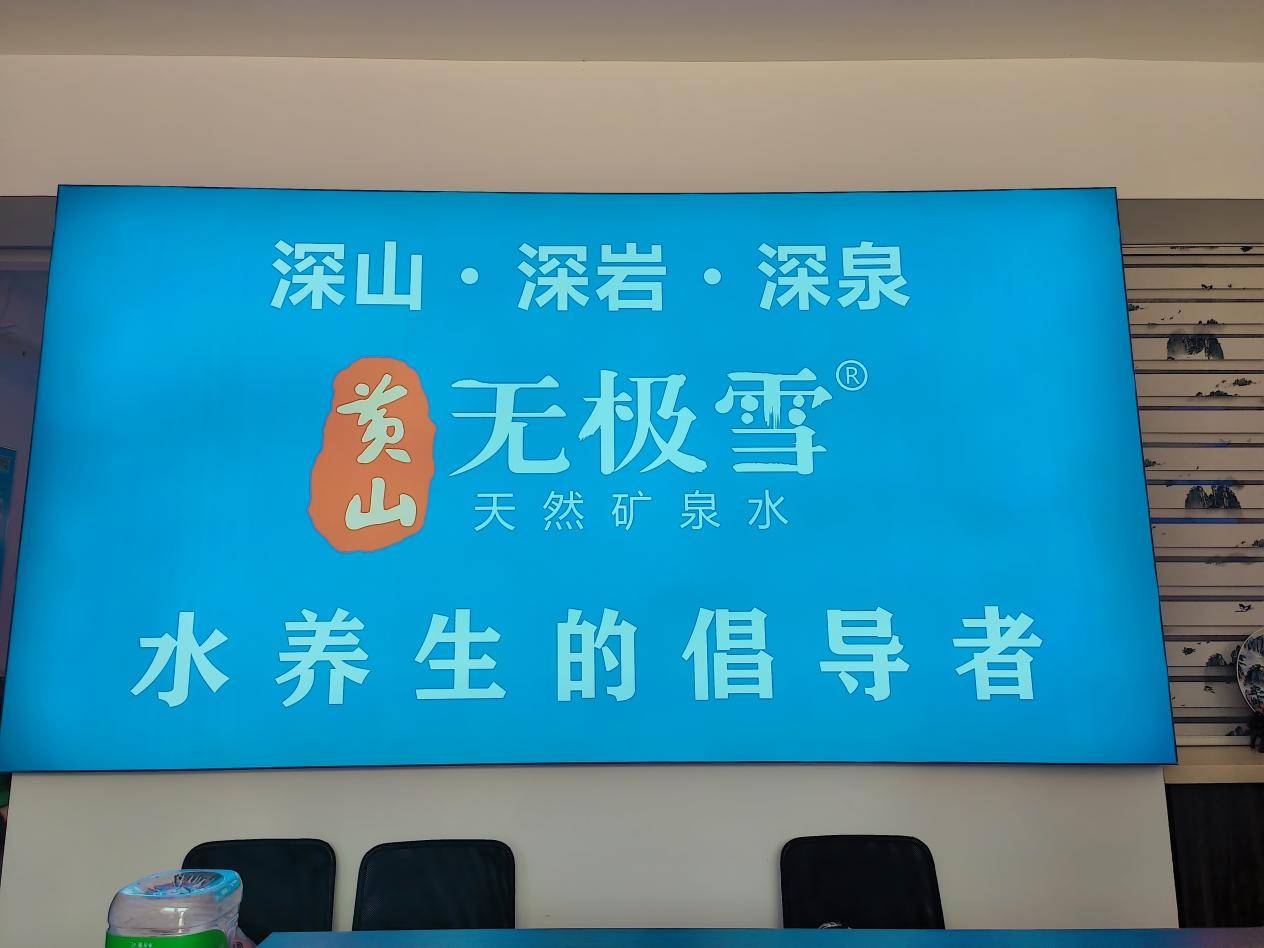 深山·深岩·深泉
黄山
无极雪®
天然矿泉水
水养生的倡导者